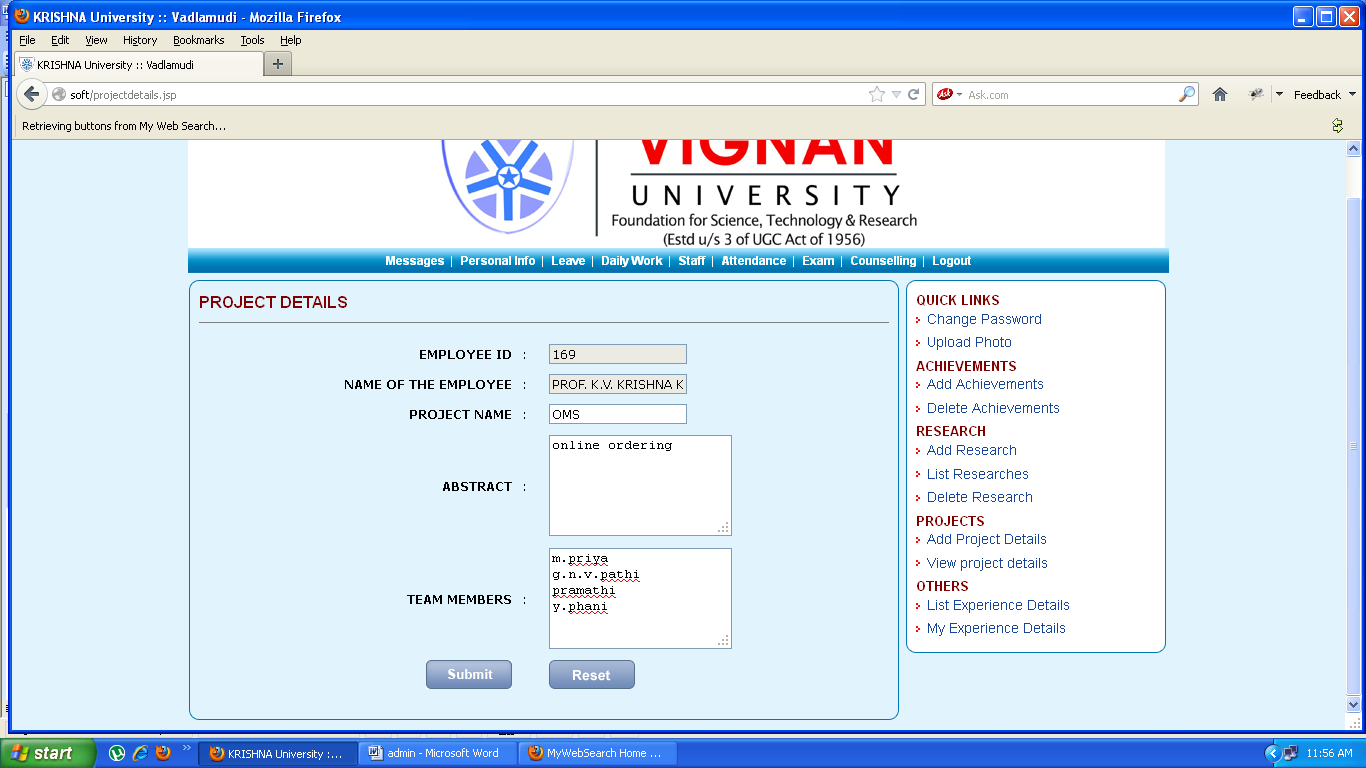 KRISHNA University :: Vadlamudi - Mozilla Firefox
File Edit View History Bookmarks Tools Help
KRISHNA University :: Vadlamudi
soft/projectdetails.jsp
Ask Ask.com
Feedback
Retrieving buttons from My Web Search...
VIGNAN
UNIVERSITY
Foundation for Science, Technology & Research
(Estd u/s 3 of UGC Act of 1956)
Messages | Personal Info | Leave | Daily Work | Staff | Attendance | Exam | Counselling | Logout
PROJECT DETAILS
EMPLOYEE ID : 169
NAME OF THE EMPLOYEE : PROF. K.V. KRISHNA K
PROJECT NAME : OMS
ABSTRACT : online ordering
TEAM MEMBERS : m.priya
g.n.v.pathi
pramathi
y.phani
Submit Reset
QUICK LINKS
Change Password
Upload Photo
ACHIEVEMENTS
Add Achievements
Delete Achievements
RESEARCH
Add Research
List Researches
Delete Research
PROJECTS
Add Project Details
View project details
OTHERS
List Experience Details
My Experience Details
start
KRISHNA University :...
admin - Microsoft Word
MyWebSearch Home ...
11:56 AM